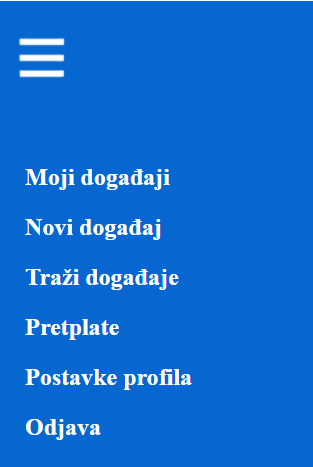 Moji događaji
Novi događaj
Traži događaje
Pretplate
Postavke profila
Odjava